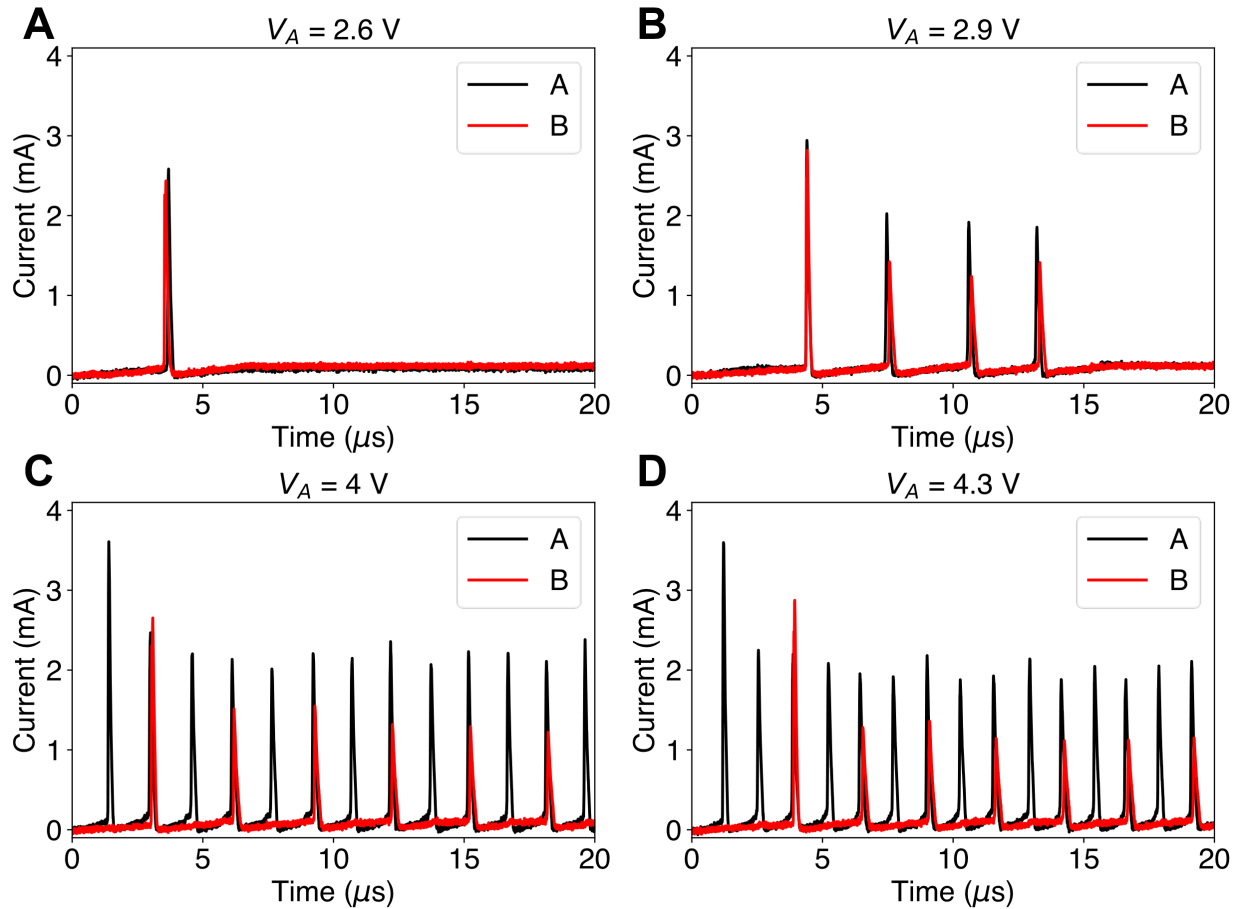 A
V_A = 2.6 V
Current (mA)
4
3
2
1
0
A
B
0 5 10 15 20
Time (μs)
B
V_A = 2.9 V
Current (mA)
4
3
2
1
0
A
B
0 5 10 15 20
Time (μs)
C
V_A = 4 V
Current (mA)
4
3
2
1
0
A
B
0 5 10 15 20
Time (μs)
D
V_A = 4.3 V
Current (mA)
4
3
2
1
0
A
B
0 5 10 15 20
Time (μs)